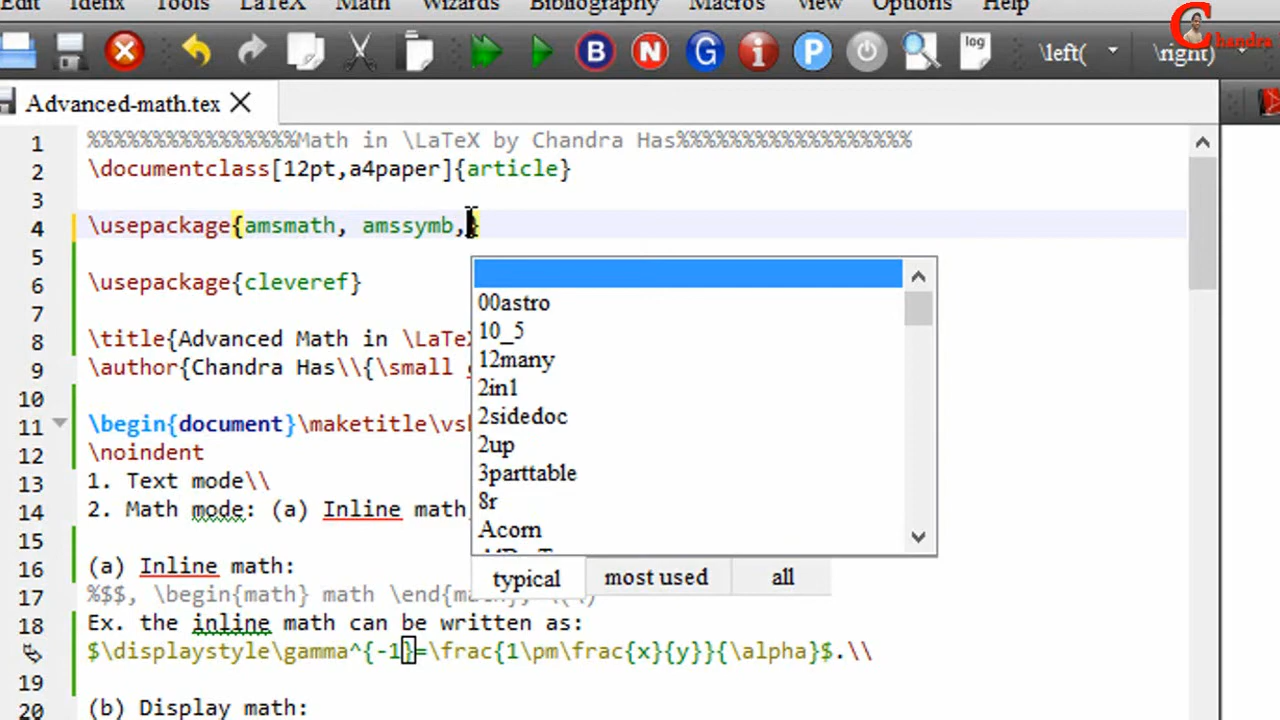 Edit Idefix Tools LaTeX Math Wizards Bibliography Macros View Options Help
B N G i P log \left( \right)
Chandra
Advanced-math.tex
1 %%%%%%%%%%%%%%%%Math in \LaTeX by Chandra Has%%%%%%%%%%%%%%%%%%
2 \documentclass[12pt,a4paper]{article}
3
4 \usepackage{amsmath, amssymb,}
5
6 \usepackage{cleveref}
7
8 \title{Advanced Math in \LaTe
9 \author{Chandra Has\\{\small
10
11 \begin{document}\maketitle\vs
12 \noindent
13 1. Text mode\\
14 2. Math mode: (a) Inline math
15
16 (a) Inline math:
17 %$$, \begin{math} math \end{math}, \(\)
18 Ex. the inline math can be written as:
$\displaystyle\gamma^{-1}=\frac{1\pm\frac{x}{y}}{\alpha}$.\\
19
20 (b) Display math:
00astro
10_5
12many
2in1
2sidedoc
2up
3parttable
8r
Acorn
typical most used all